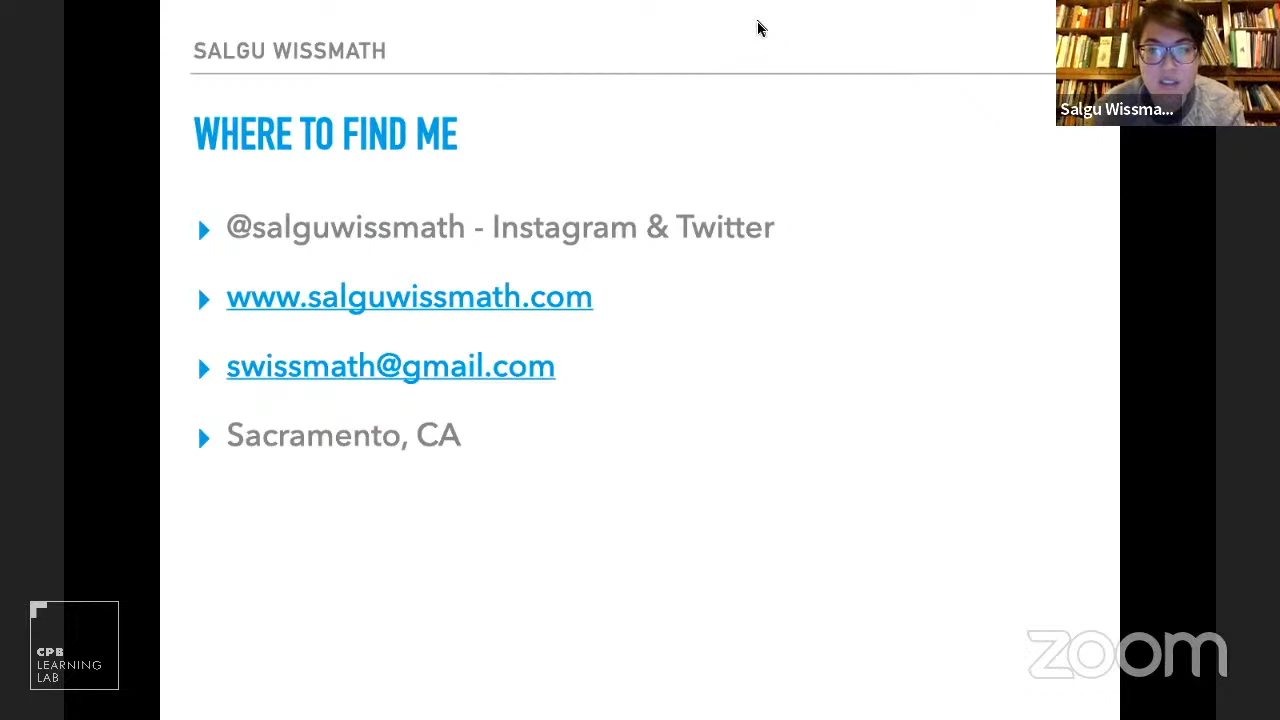 SALGU WISSMATH
Salgu Wissma...
WHERE TO FIND ME
@salguwissmath - Instagram & Twitter
www.salguwissmath.com
swissmath@gmail.com
Sacramento, CA
CPB
LEARNING
LAB
zoom